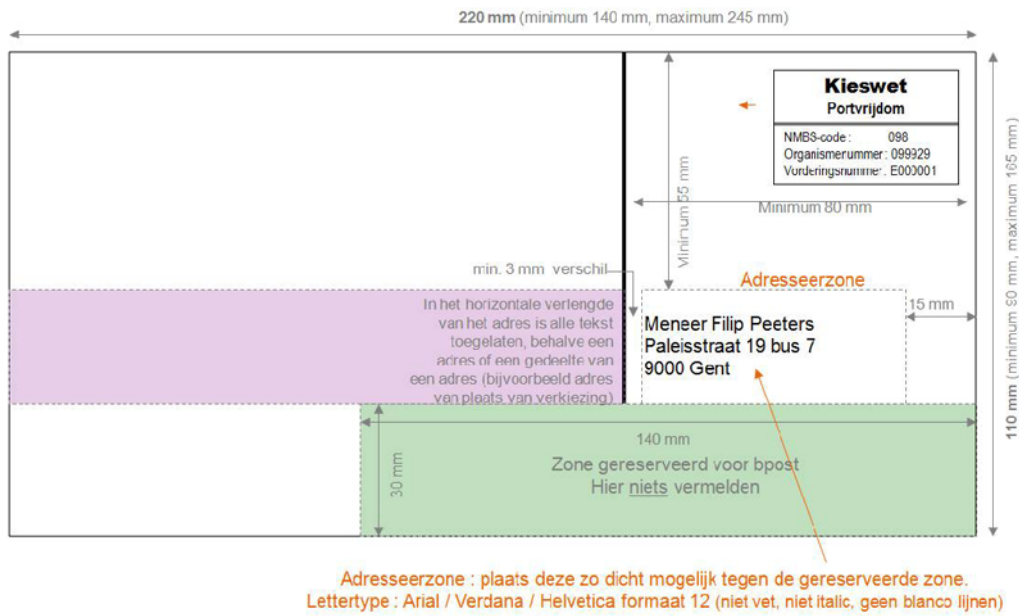 220 mm (minimum 140 mm, maximum 245 mm)
Kieswet
Portvrijdom
NMBS-code : 098
Organismenummer : 099929
Vorderingsnummer : E000001
Minimum 55 mm
Minimum 80 mm
110 mm (minimum 90 mm, maximum 165 mm)
min. 3 mm verschil
Adresseerzone
15 mm
In het horizontale verlengde
van het adres is alle tekst
toegelaten, behalve een
adres of een gedeelte van
een adres (bijvoorbeeld adres
van plaats van verkiezing)
Meneer Filip Peeters
Paleisstraat 19 bus 7
9000 Gent
140 mm
30 mm
Zone gereserveerd voor bpost
Hier niets vermelden
Adresseerzone : plaats deze zo dicht mogelijk tegen de gereserveerde zone.
Lettertype : Arial / Verdana / Helvetica formaat 12 (niet vet, niet italic, geen blanco lijnen)